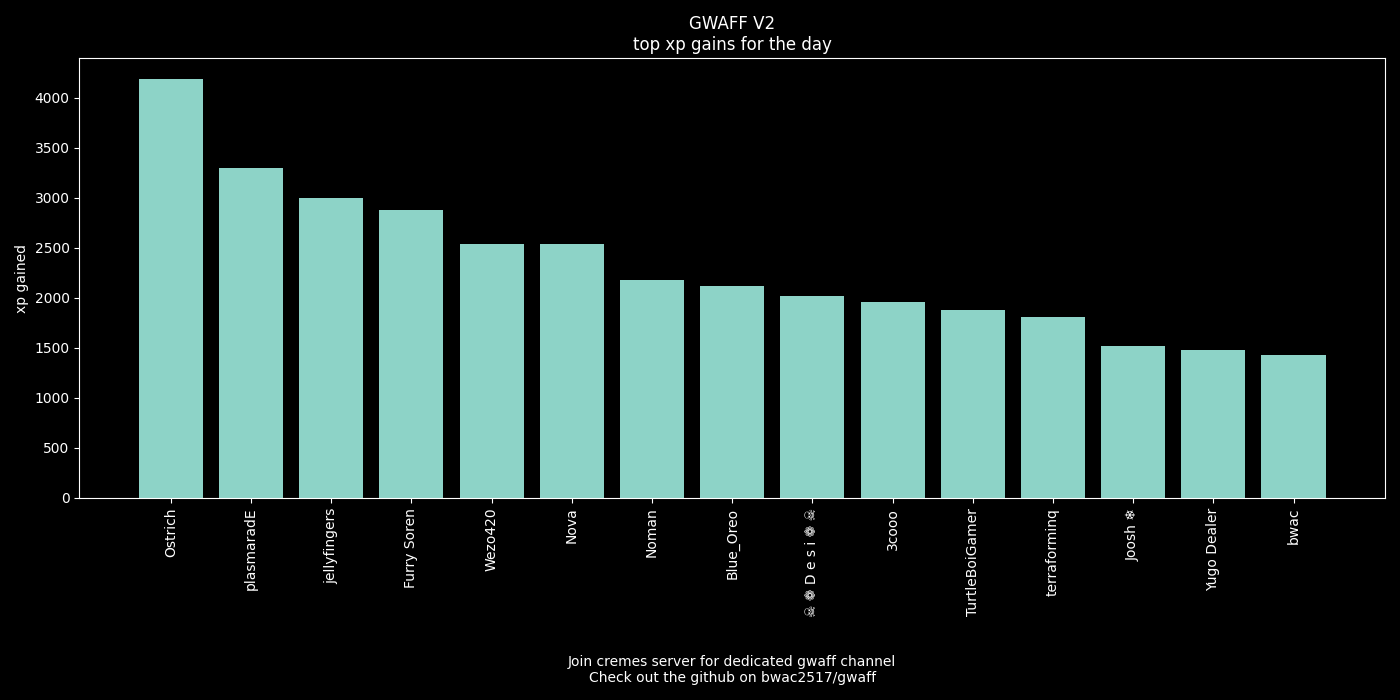 GWAFF V2
top xp gains for the day
xp gained
4000
3500
3000
2500
2000
1500
1000
500
0
Ostrich
plasmaradE
jellyfingers
Furry Soren
Wezo420
Nova
Noman
Blue_Oreo
☠ ❁ D e s i ❁ ☠
3cooo
TurtleBoiGamer
terraforminq
Joosh ❄
Yugo Dealer
bwac
Join cremes server for dedicated gwaff channel
Check out the github on bwac2517/gwaff